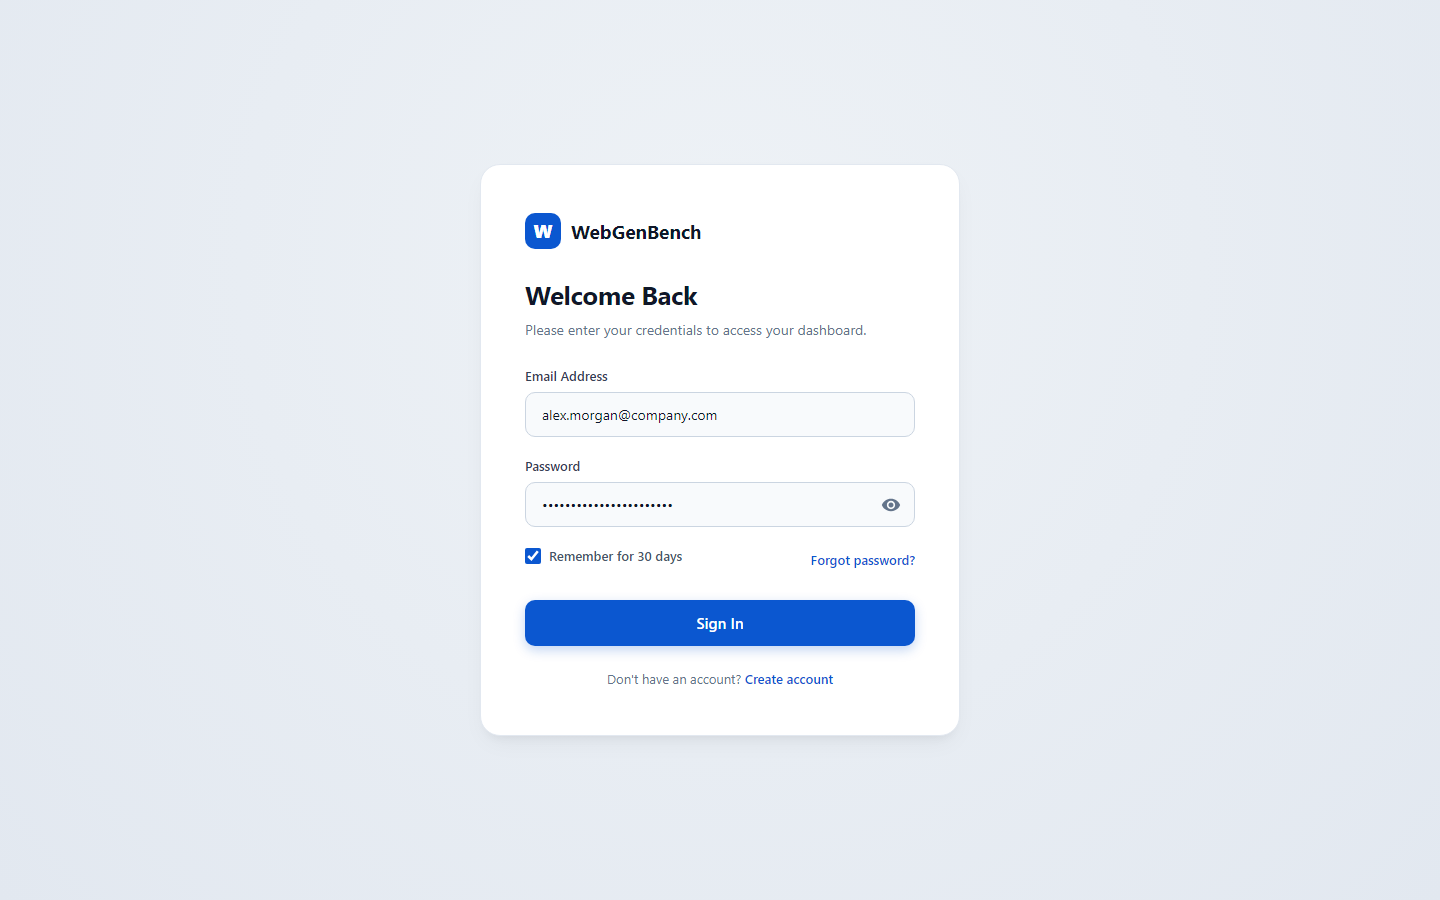 W WebGenBench
Welcome Back
Please enter your credentials to access your dashboard.
Email Address
alex.morgan@company.com
Password
•••••••••••••••••••••••
Remember for 30 days Forgot password?
Sign In
Don't have an account? Create account